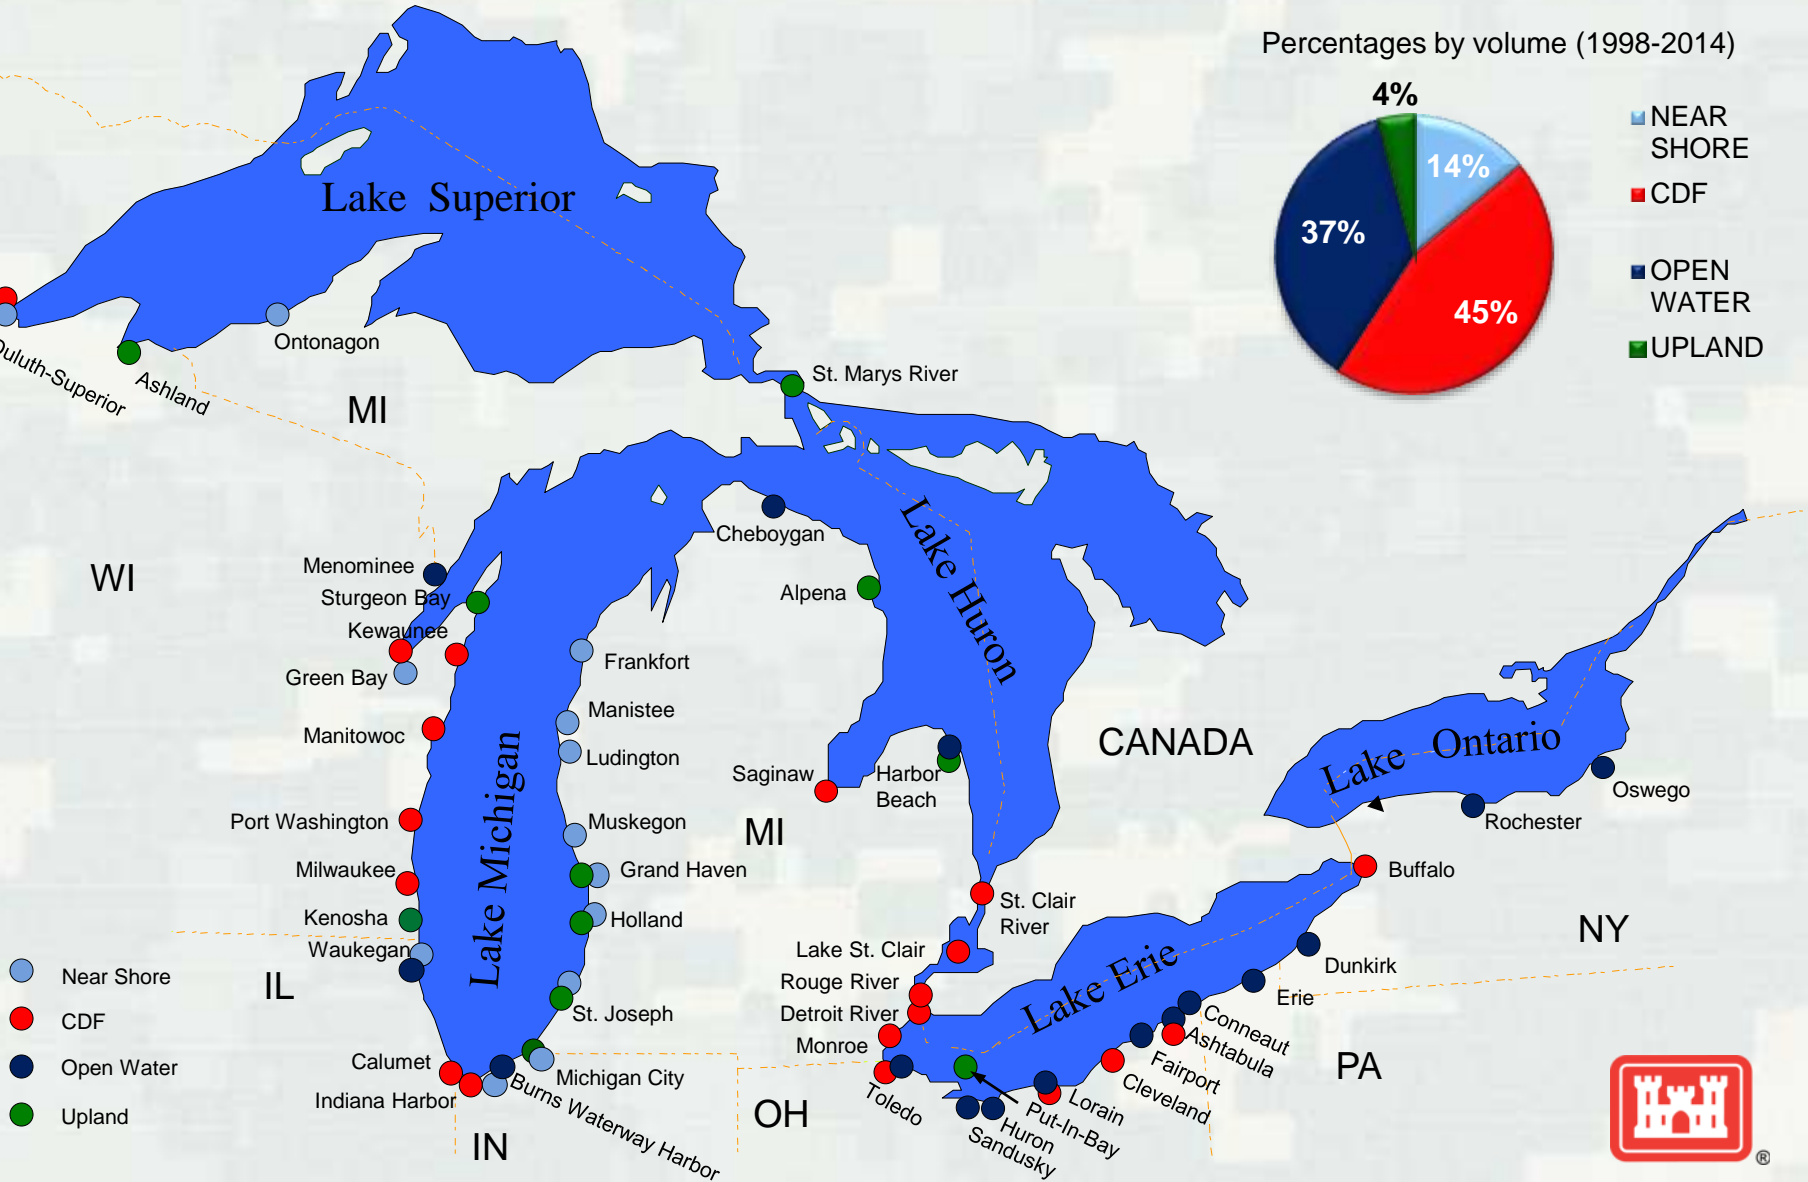 Percentages by volume (1998-2014)
4%
14%
37%
45%
NEAR
SHORE
CDF
OPEN
WATER
UPLAND
Lake Superior
Duluth-Superior
Ashland
Ontonagon
MI
St. Marys River
Cheboygan
Lake Huron
WI
Menominee
Sturgeon Bay
Kewaunee
Green Bay
Alpena
Frankfort
Manistee
Manitowoc
Ludington
Lake Michigan
Saginaw
Harbor
Beach
CANADA
Lake Ontario
Oswego
Rochester
Port Washington
Muskegon
MI
Milwaukee
Grand Haven
Buffalo
Kenosha
Holland
St. Clair
River
NY
Waukegan
Lake St. Clair
Rouge River
Detroit River
Monroe
Lake Erie
Dunkirk
Erie
IL
Near Shore
CDF
Open Water
Upland
St. Joseph
Calumet
Indiana Harbor
Michigan City
Burns Waterway Harbor
IN
OH
Toledo
Sandusky
Huron
Put-In-Bay
Lorain
Cleveland
Fairport
Ashtabula
Conneaut
PA
®